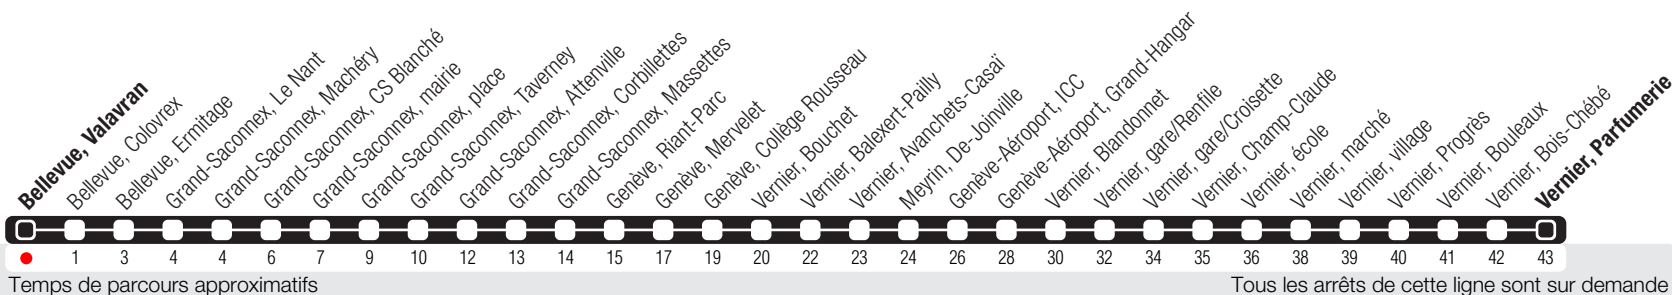 Bellevue, Valavran
Bellevue, Colovrex
Bellevue, Ermitage
Grand-Saconnex, Le Nant
Grand-Saconnex, Machéry
Grand-Saconnex, CS Blanché
Grand-Saconnex, mairie
Grand-Saconnex, place
Grand-Saconnex, Taverney
Grand-Saconnex, Attenville
Grand-Saconnex, Corbillettes
Grand-Saconnex, Massettes
Genève, Riant-Parc
Genève, Mervelet
Genève, Collège Rousseau
Vernier, Bouchet
Vernier, Balexert-Pailly
Vernier, Avanchets-Casaï
Meyrin, De-Joinville
Genève-Aéroport, ICC
Genève-Aéroport, Grand-Hangar
Vernier, Blandonnet
Vernier, gare/Renfile
Vernier, gare/Croisette
Vernier, Champ-Claude
Vernier, école
Vernier, marché
Vernier, village
Vernier, Progrès
Vernier, Bouleaux
Vernier, Bois-Chébé
Vernier, Parfumerie
1 3 4 4 6 7 9 10 12 13 14 15 17 19 20 22 23 24 26 28 30 32 34 35 36 38 39 40 41 42 43
Temps de parcours approximatifs
Tous les arrêts de cette ligne sont sur demande